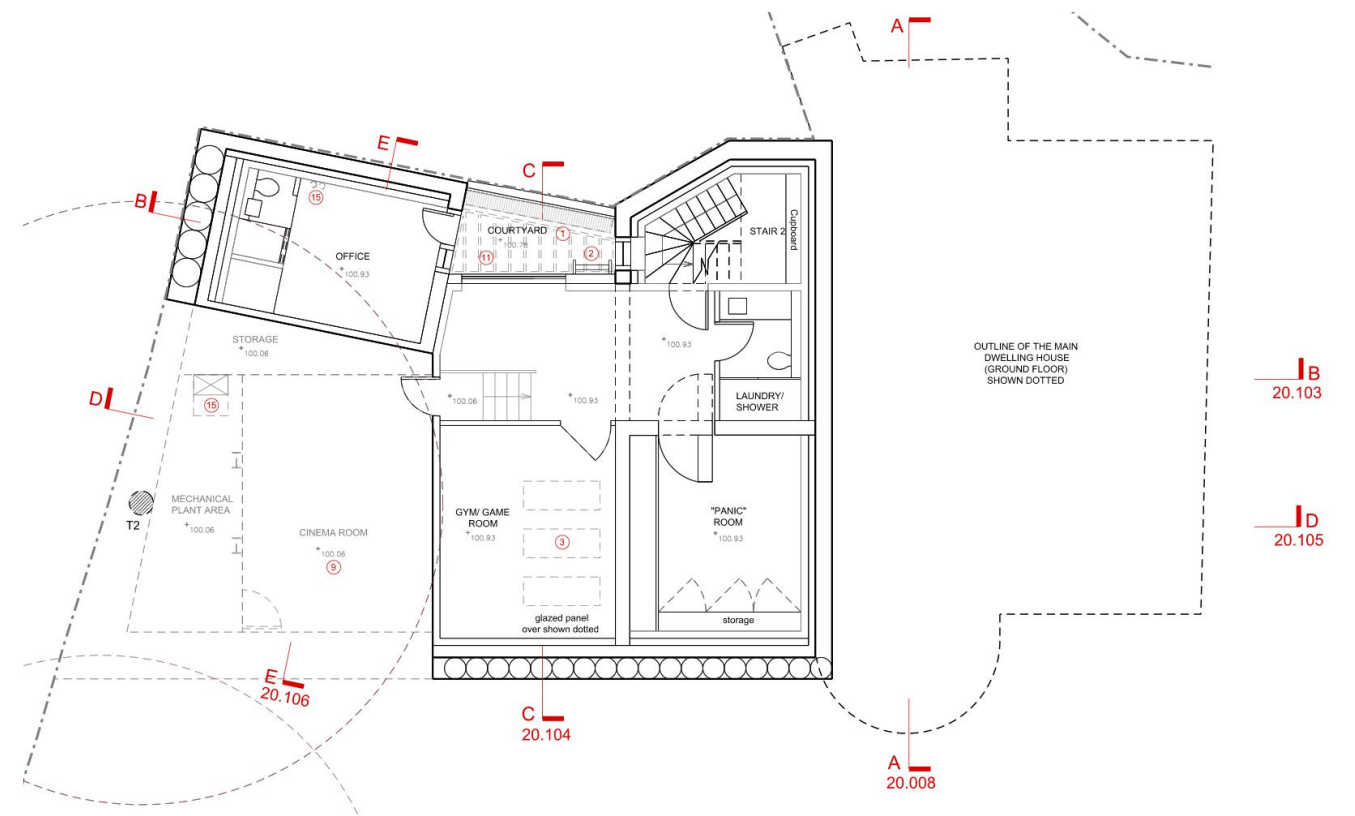 A
E
C
B
15
OFFICE
100.93
COURTYARD
100.78
1
11
2
STAIR 2
Cupboard
STORAGE
100.06
100.93
OUTLINE OF THE MAIN
DWELLING HOUSE
(GROUND FLOOR)
SHOWN DOTTED
B
20.103
D
15
100.06
100.93
LAUNDRY/
SHOWER
MECHANICAL
PLANT AREA
100.06
T2
CINEMA ROOM
100.06
9
GYM/ GAME
ROOM
100.93
3
"PANIC"
ROOM
100.93
D
20.105
glazed panel
over shown dotted
storage
E
20.106
C
20.104
A
20.008